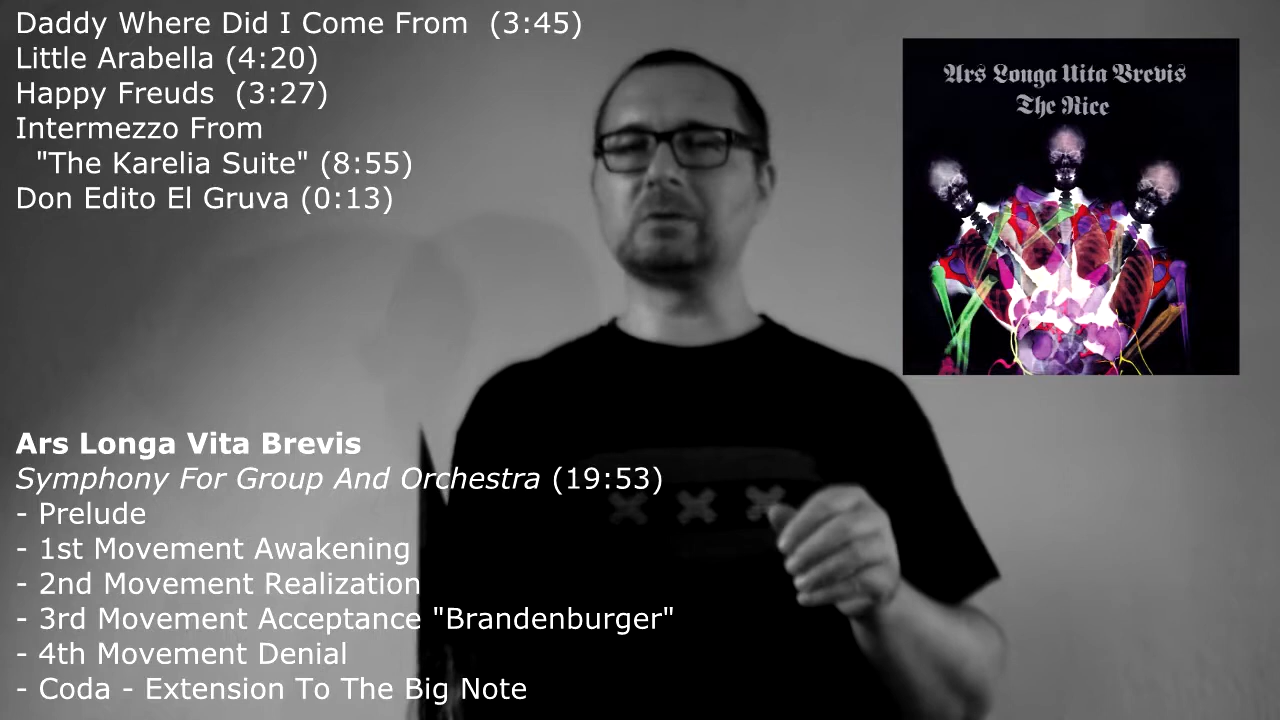 Daddy Where Did I Come From (3:45)
Little Arabella (4:20)
Happy Freuds (3:27)
Intermezzo From
"The Karelia Suite" (8:55)
Don Edito El Gruva (0:13)
Ars Longa Vita Brevis
The Nice
Ars Longa Vita Brevis
Symphony For Group And Orchestra (19:53)
- Prelude
- 1st Movement Awakening
- 2nd Movement Realization
- 3rd Movement Acceptance "Brandenburger"
- 4th Movement Denial
- Coda - Extension To The Big Note
XXX